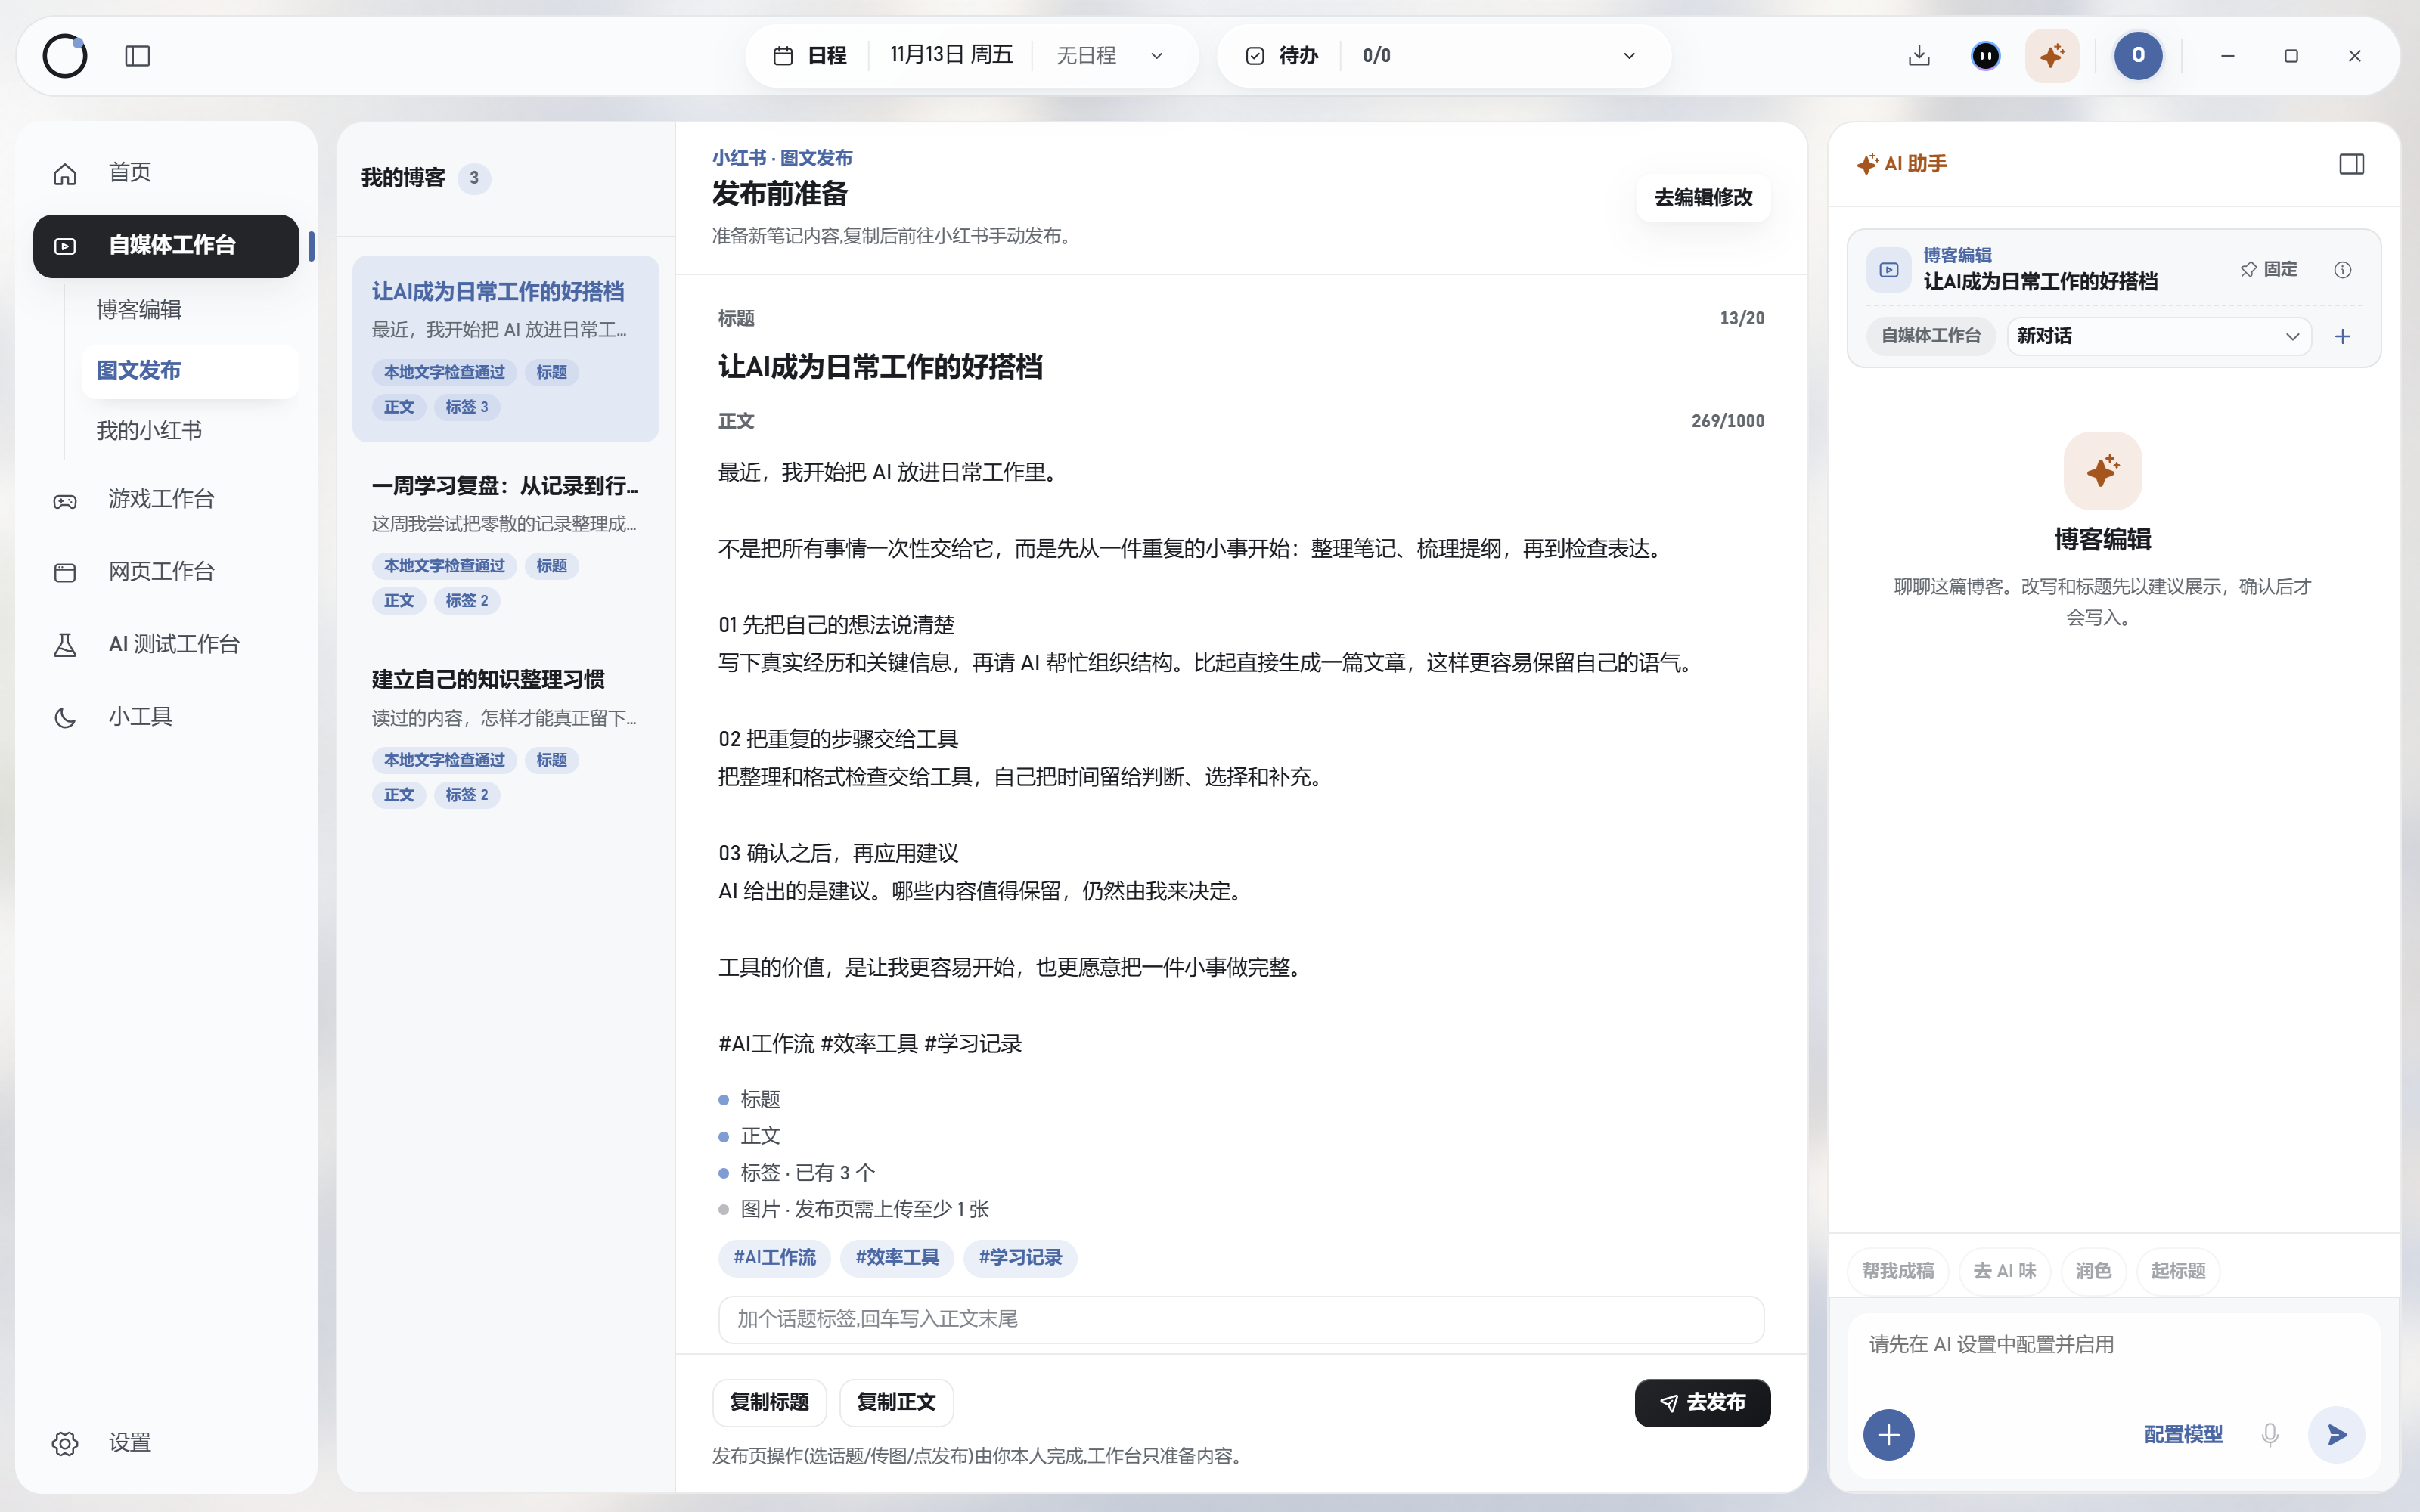 日程
11月13日 周五
无日程
待办
0/0
0
首页
自媒体工作台
博客编辑
图文发布
我的小红书
游戏工作台
网页工作台
AI 测试工作台
小工具
设置
我的博客 3
让AI成为日常工作的好搭档
最近，我开始把 AI 放进日常工...
本地文字检查通过 标题
正文 标签 3
一周学习复盘：从记录到行...
这周我尝试把零散的记录整理成...
本地文字检查通过 标题
正文 标签 2
建立自己的知识整理习惯
读过的内容，怎样才能真正留下...
本地文字检查通过 标题
正文 标签 2
小红书 · 图文发布
发布前准备
准备新笔记内容,复制后前往小红书手动发布。
去编辑修改
标题 13/20
让AI成为日常工作的好搭档
正文 269/1000
最近，我开始把 AI 放进日常工作里。
不是把所有事情一次性交给它，而是先从一件重复的小事开始：整理笔记、梳理提纲，再到检查表达。
01 先把自己的想法说清楚
写下真实经历和关键信息，再请 AI 帮忙组织结构。比起直接生成一篇文章，这样更容易保留自己的语气。
02 把重复的步骤交给工具
把整理和格式检查交给工具，自己把时间留给判断、选择和补充。
03 确认之后，再应用建议
AI 给出的是建议。哪些内容值得保留，仍然由我来决定。
工具的价值，是让我更容易开始，也更愿意把一件小事做完整。
#AI工作流 #效率工具 #学习记录
标题
正文
标签 · 已有 3 个
图片 · 发布页需上传至少 1 张
#AI工作流 #效率工具 #学习记录
加个话题标签,回车写入正文末尾
复制标题 复制正文 去发布
发布页操作(选话题/传图/点发布)由你本人完成,工作台只准备内容。
AI 助手
博客编辑
让AI成为日常工作的好搭档
固定
自媒体工作台 新对话
博客编辑
聊聊这篇博客。改写和标题先以建议展示，确认后才
会写入。
帮我成稿 去 AI 味 润色 起标题
请先在 AI 设置中配置并启用
配置模型